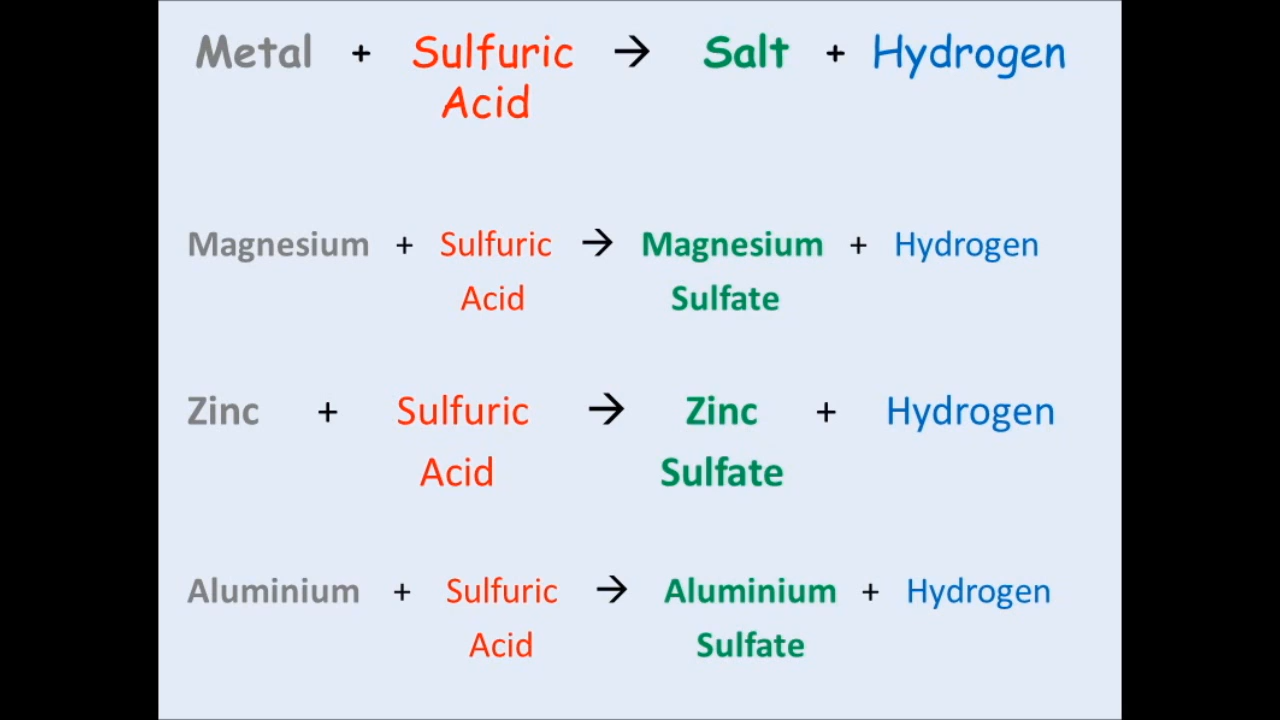 Metal + Sulfuric → Salt + Hydrogen
Acid
Magnesium + Sulfuric → Magnesium + Hydrogen
Acid Sulfate
Zinc + Sulfuric → Zinc + Hydrogen
Acid Sulfate
Aluminium + Sulfuric → Aluminium + Hydrogen
Acid Sulfate